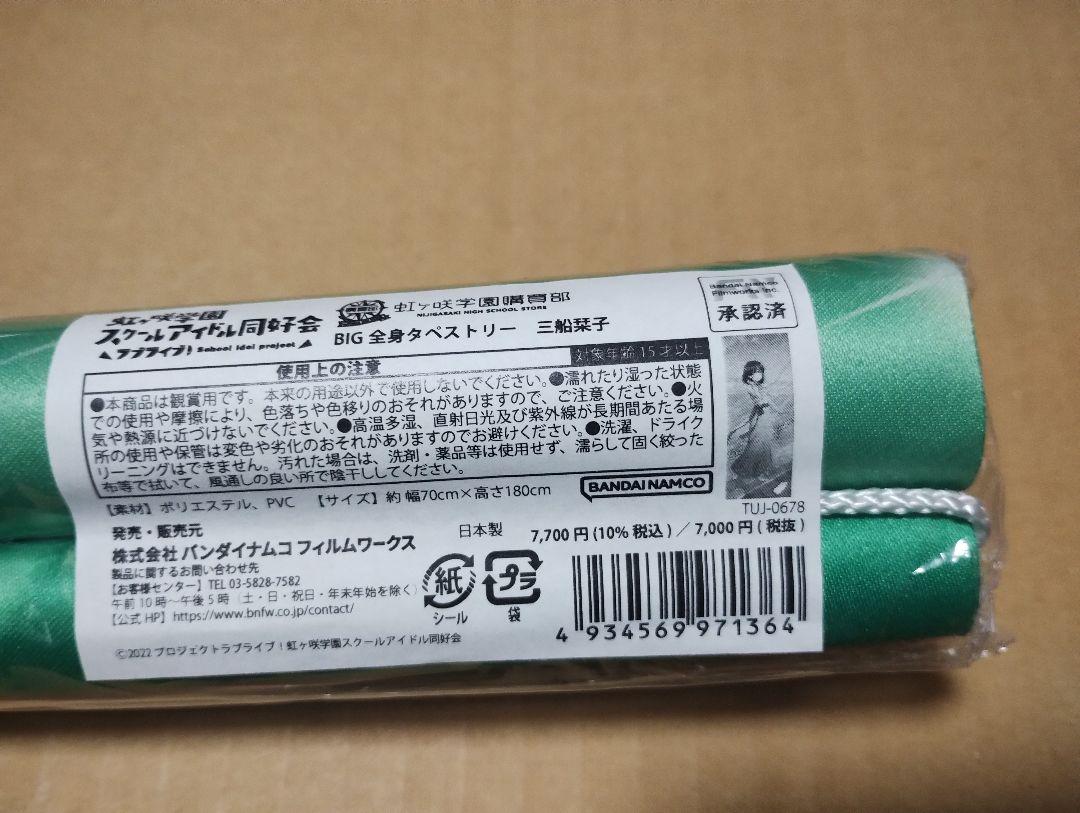 虹ヶ咲学園
スクールアイドル同好会
ラブライブ! School idol project
購買部
虹ヶ咲学園購買部
NIJIGASAKI HIGH SCHOOL STORE
BIG 全身タペストリー 三船栞子
Bandai Namco
Filmworks Inc.
承認済
使用上の注意
対象年齢15才以上
●本商品は観賞用です。本来の用途以外で使用しないでください。●濡れたり湿った状態
での使用や摩擦により、色落ちや色移りのおそれがありますので、ご注意ください。●火
気や熱源に近づけないでください。●高温多湿、直射日光及び紫外線が長期間あたる場
所の使用や保管は変色や劣化のおそれがありますのでお避けください。●洗濯、ドライク
リーニングはできません。汚れた場合は、洗剤・薬品等は使用せず、濡らして固く絞った
布等で拭いて、風通しの良い所で陰干ししてください。
【素材】ポリエステル、PVC 【サイズ】約 幅70cm×高さ180cm
BANDAI NAMCO
TUJ-0678
発売・販売元
株式会社 バンダイナムコフィルムワークス
日本製
7,700円(10%税込)/7,000円(税抜)
製品に関するお問い合わせ先
【お客様センター】TEL 03-5828-7582
午前10時〜午後5時(土・日・祝日・年末年始を除く)
【公式HP】https://www.bnfw.co.jp/contact/
紙
シール
プラ
袋
4 934569 971364
©2022 プロジェクトラブライブ!虹ヶ咲学園スクールアイドル同好会